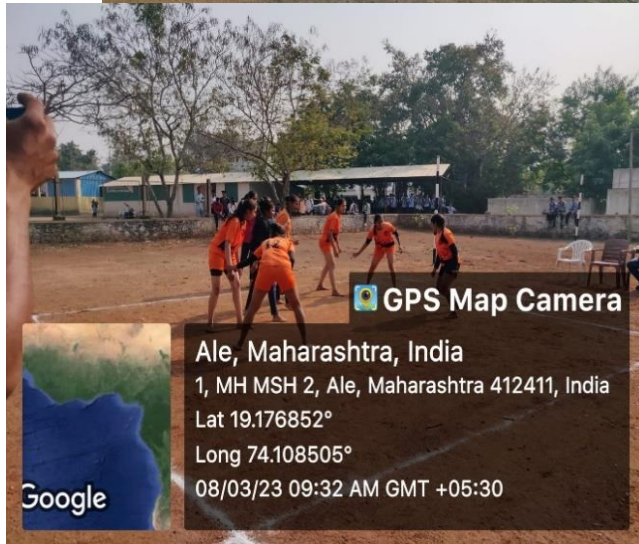 GPS Map Camera
Ale, Maharashtra, India
1, MH MSH 2, Ale, Maharashtra 412411, India
Lat 19.176852°
Long 74.108505°
08/03/23 09:32 AM GMT +05:30
Google